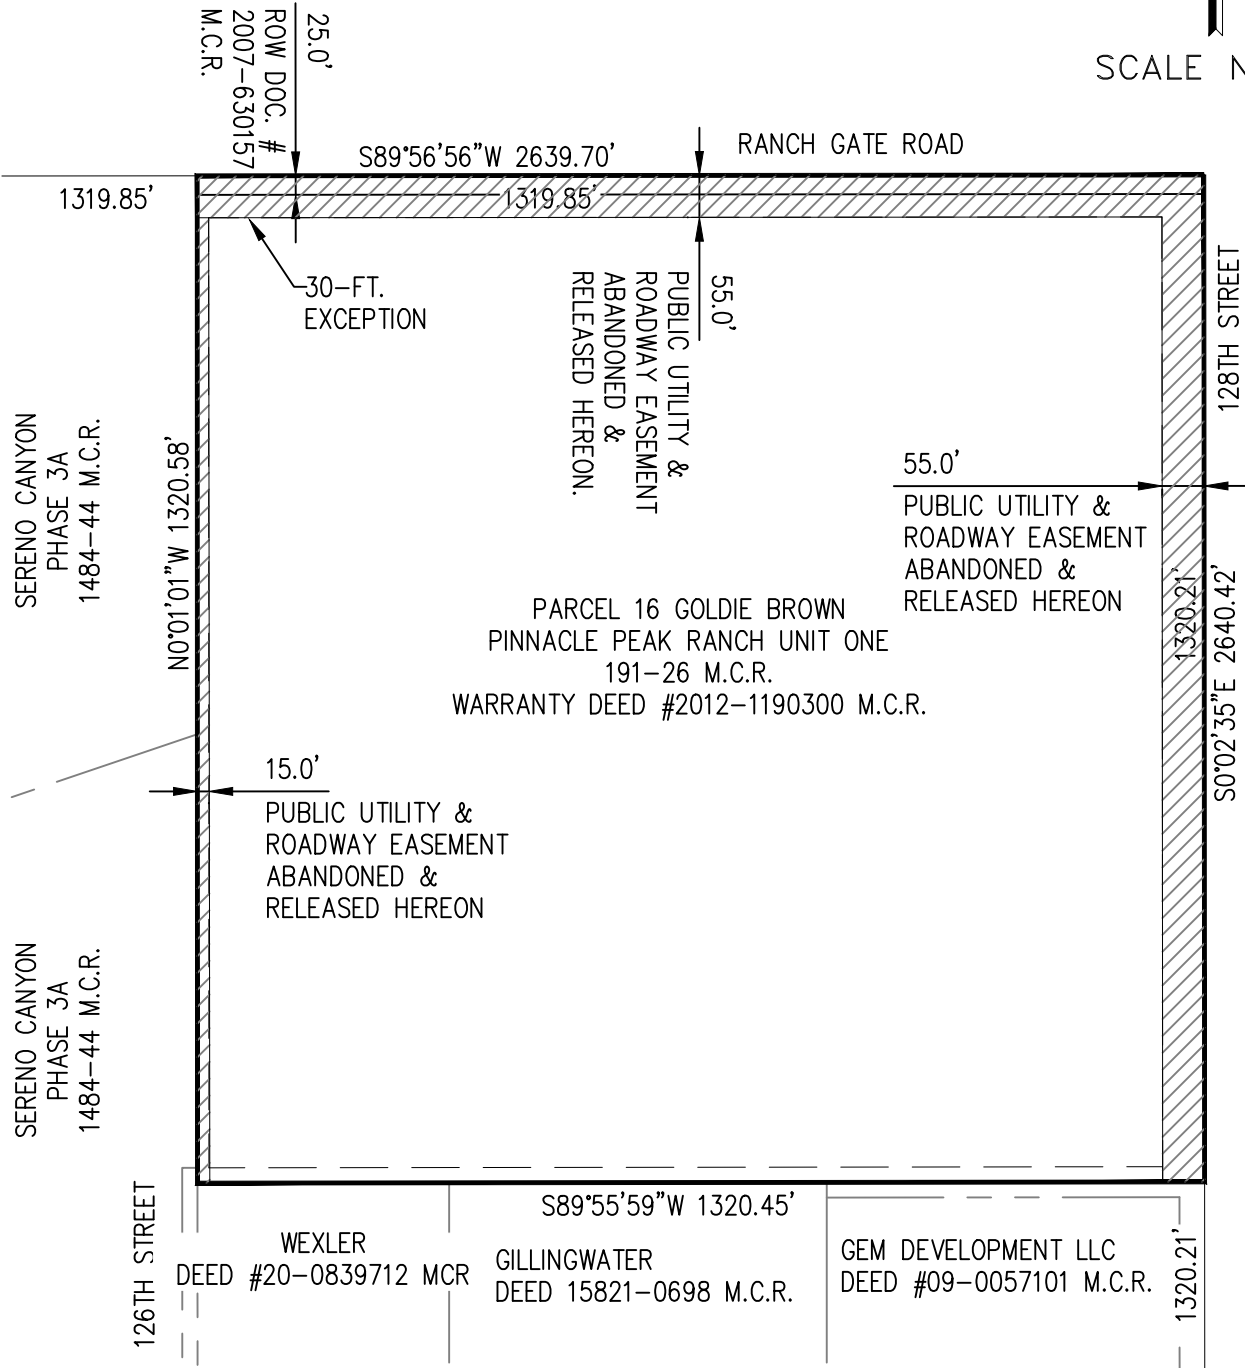 SCALE N
25.0'
ROW DOC. #
2007-630157
M.C.R.
S89°56'56"W 2639.70'
RANCH GATE ROAD
1319.85'
1319.85'
30-FT.
EXCEPTION
55.0'
PUBLIC UTILITY &
ROADWAY EASEMENT
ABANDONED &
RELEASED HEREON.
128TH STREET
SERENO CANYON
PHASE 3A
1484-44 M.C.R.
N0°01'01"W 1320.58'
55.0'
PUBLIC UTILITY &
ROADWAY EASEMENT
ABANDONED &
RELEASED HEREON
1320.21'
S0°02'35"E 2640.42'
PARCEL 16 GOLDIE BROWN
PINNACLE PEAK RANCH UNIT ONE
191-26 M.C.R.
WARRANTY DEED #2012-1190300 M.C.R.
15.0'
PUBLIC UTILITY &
ROADWAY EASEMENT
ABANDONED &
RELEASED HEREON
SERENO CANYON
PHASE 3A
1484-44 M.C.R.
S89°55'59"W 1320.45'
126TH STREET
WEXLER
DEED #20-0839712 MCR
GILLINGWATER
DEED 15821-0698 M.C.R.
GEM DEVELOPMENT LLC
DEED #09-0057101 M.C.R.
1320.21'